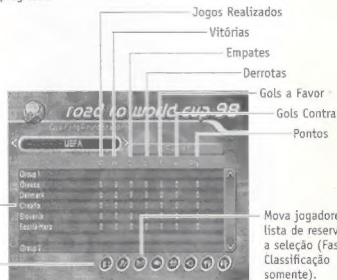 Jogos Realizados
Vitórias
Empates
Derrotas
Gols a Favor
Gols Contra
Pontos
road to world cup 98
UEFA
Group 1
Greece
Denmark
Croatia
Slovenia
Group 2
Mova jogadore
lista de reserv
a seleção (Fas
Classificação
somente).